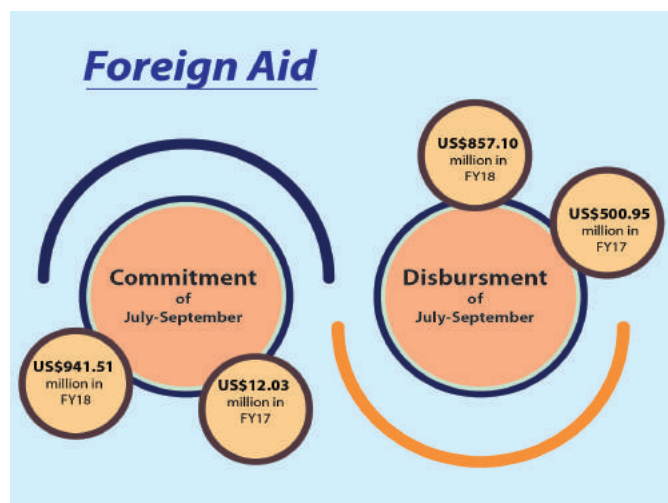 Foreign Aid
US$857.10
million in
FY18
US$500.95
million in
FY17
Commitment
of
July-September
Disbursment
of
July-September
US$941.51
million in
FY18
US$12.03
million in
FY17